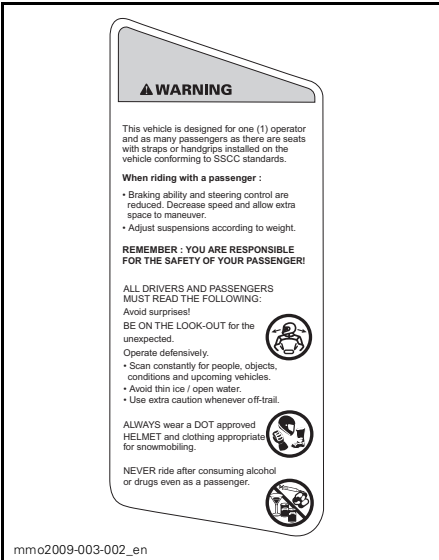 WARNING
This vehicle is designed for one (1) operator
and as many passengers as there are seats
with straps or handgrips installed on the
vehicle conforming to SSCC standards.
When riding with a passenger :
• Braking ability and steering control are
reduced. Decrease speed and allow extra
space to maneuver.
• Adjust suspensions according to weight.
REMEMBER : YOU ARE RESPONSIBLE
FOR THE SAFETY OF YOUR PASSENGER!
ALL DRIVERS AND PASSENGERS
MUST READ THE FOLLOWING:
Avoid surprises!
BE ON THE LOOK-OUT for the
unexpected.
Operate defensively.
• Scan constantly for people, objects,
conditions and upcoming vehicles.
• Avoid thin ice / open water.
• Use extra caution whenever off-trail.
ALWAYS wear a DOT approved
HELMET and clothing appropriate
for snowmobiling.
NEVER ride after consuming alcohol
or drugs even as a passenger.
mmo2009-003-002_en